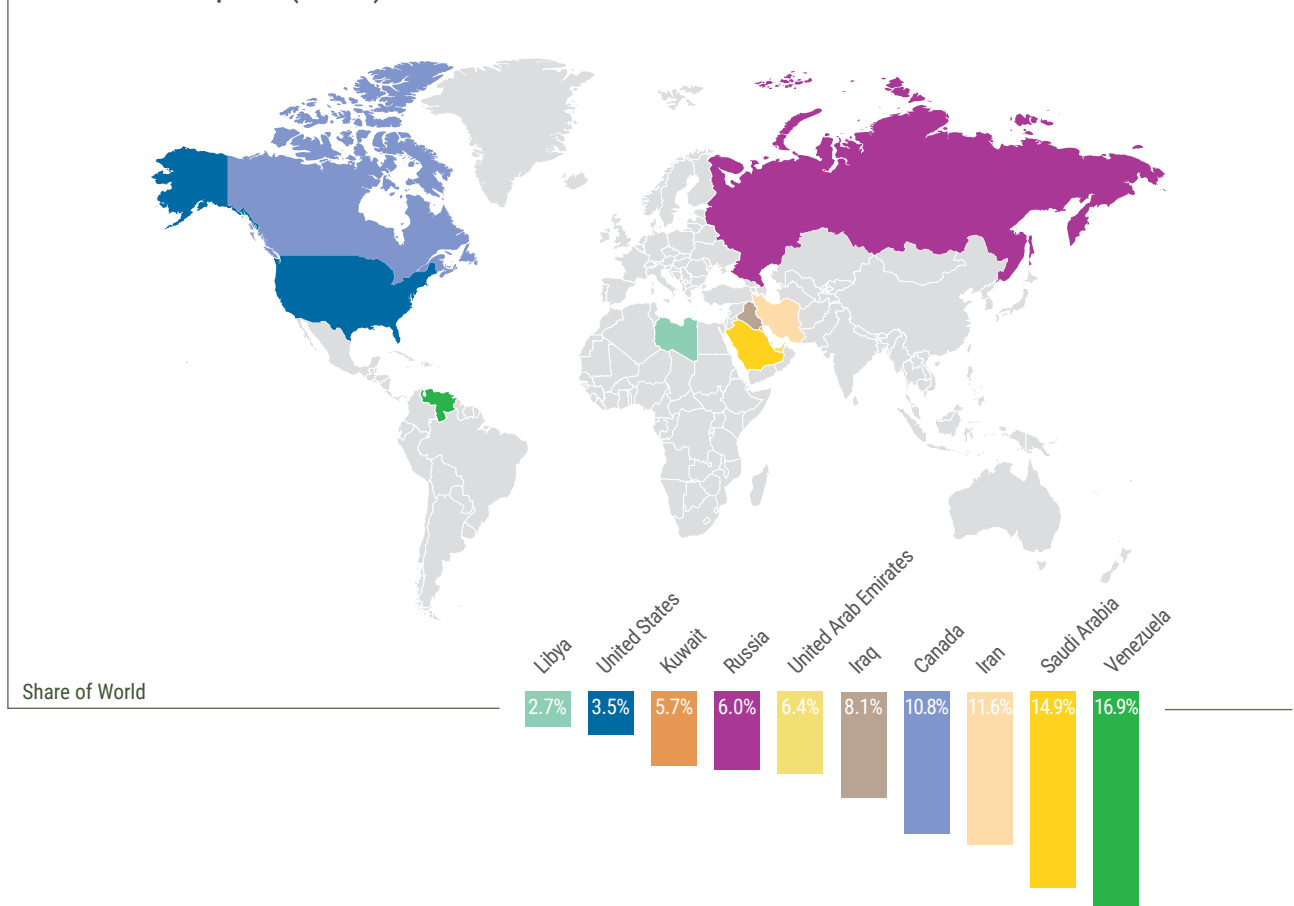 Share of World
Libya
United States
Kuwait
Russia
United Arab Emirates
Iraq
Canada
Iran
Saudi Arabia
Venezuela
2.7%
3.5%
5.7%
6.0%
6.4%
8.1%
10.8%
11.6%
14.9%
16.9%